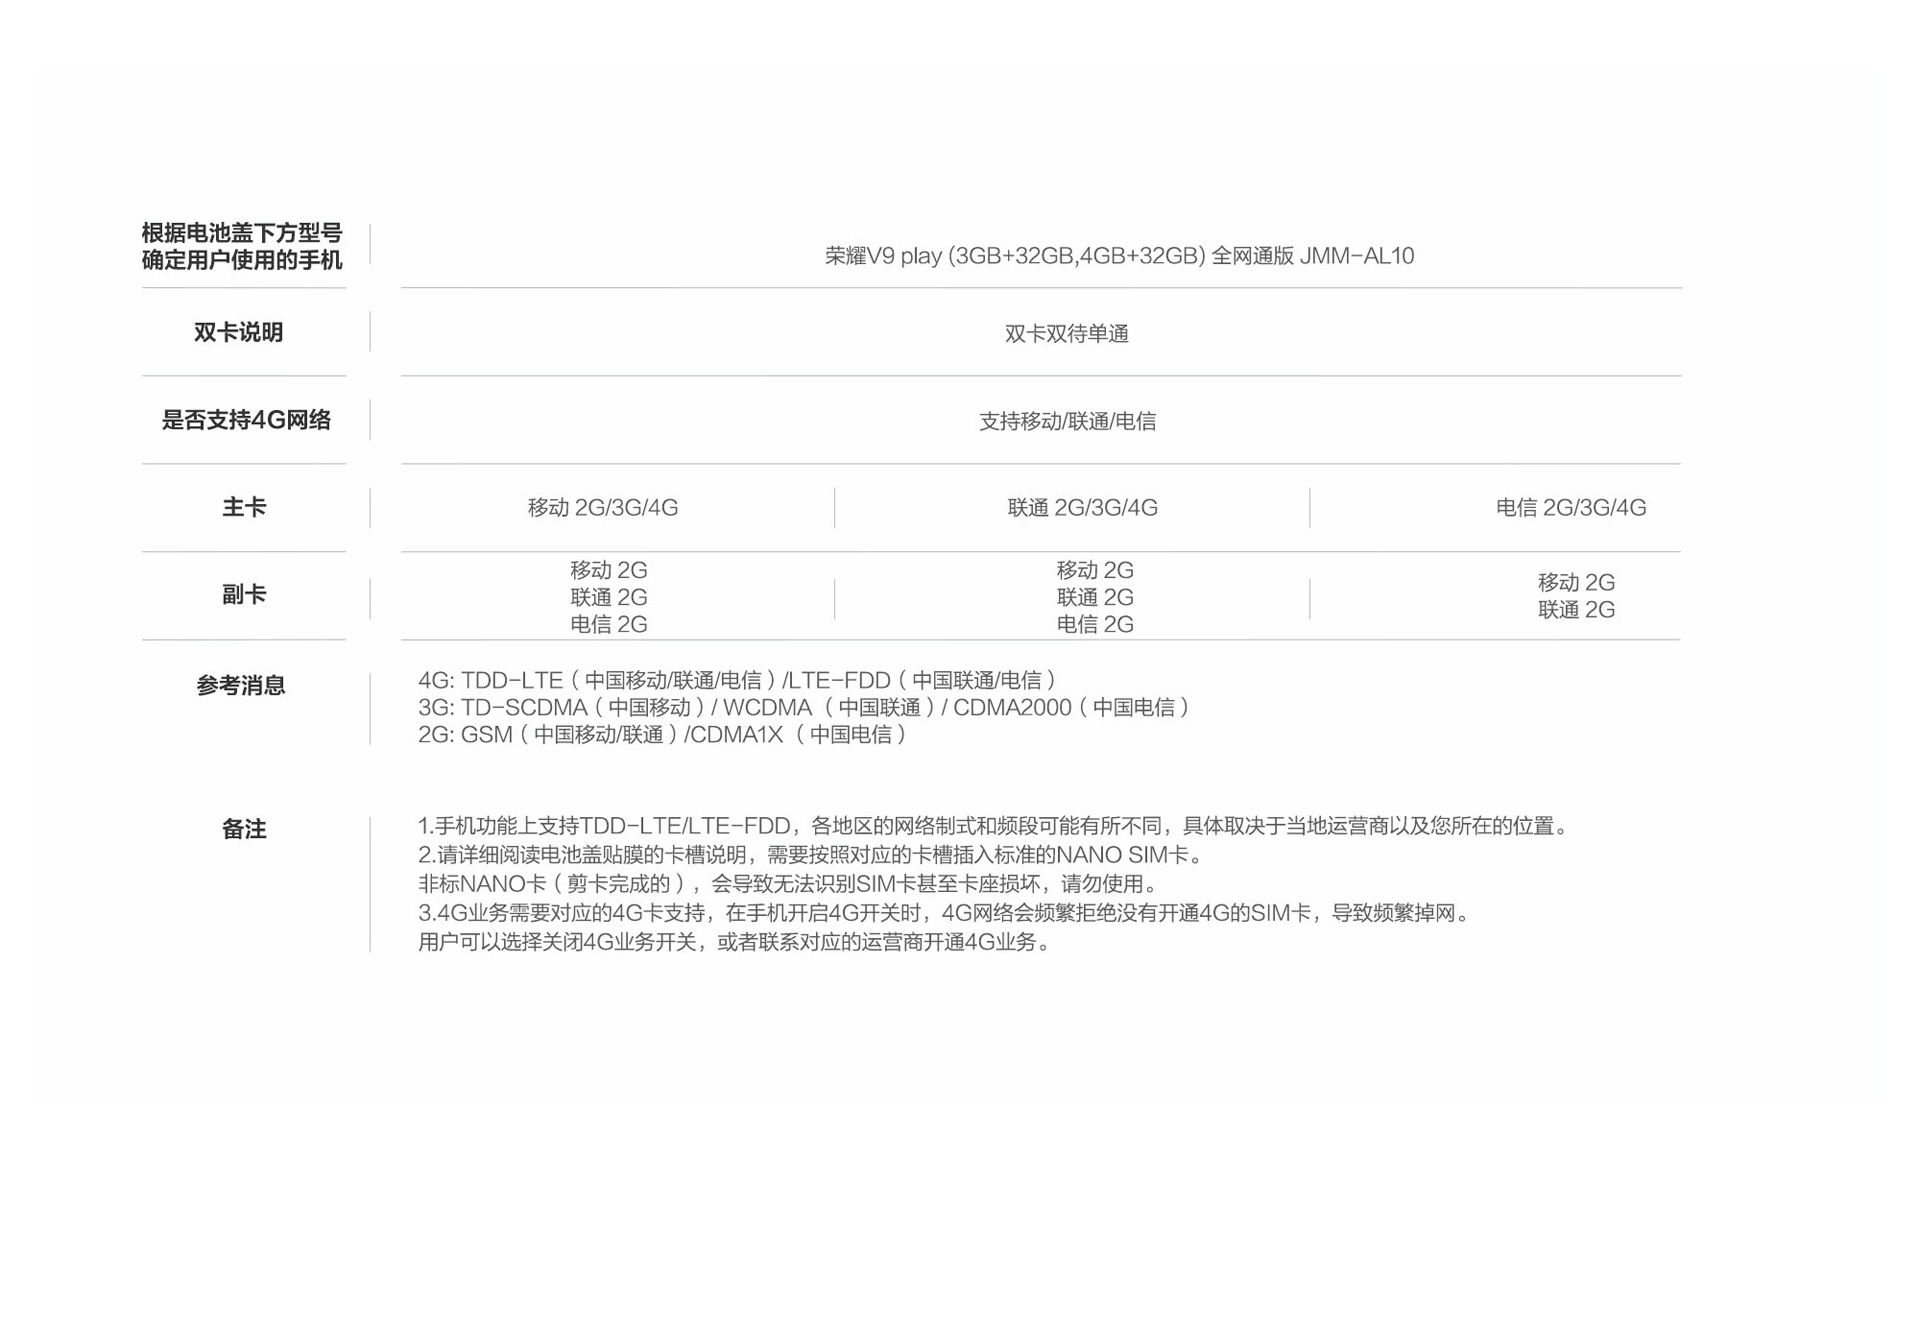 根据电池盖下方型号
确定用户使用的手机
荣耀V9 play (3GB+32GB,4GB+32GB) 全网通版 JMM-AL10
双卡说明
双卡双待单通
是否支持4G网络
支持移动/联通/电信
主卡
移动 2G/3G/4G
联通 2G/3G/4G
电信 2G/3G/4G
副卡
移动 2G
联通 2G
电信 2G
移动 2G
联通 2G
电信 2G
移动 2G
联通 2G
参考消息
4G: TDD-LTE（中国移动/联通/电信）/LTE-FDD（中国联通/电信）
3G: TD-SCDMA（中国移动）/ WCDMA （中国联通）/ CDMA2000（中国电信）
2G: GSM（中国移动/联通）/CDMA1X （中国电信）
备注
1.手机功能上支持TDD-LTE/LTE-FDD，各地区的网络制式和频段可能有所不同，具体取决于当地运营商以及您所在的位置。
2.请详细阅读电池盖贴膜的卡槽说明，需要按照对应的卡槽插入标准的NANO SIM卡。
非标NANO卡（剪卡完成的），会导致无法识别SIM卡甚至卡座损坏，请勿使用。
3.4G业务需要对应的4G卡支持，在手机开启4G开关时，4G网络会频繁拒绝没有开通4G的SIM卡，导致频繁掉网。
用户可以选择关闭4G业务开关，或者联系对应的运营商开通4G业务。